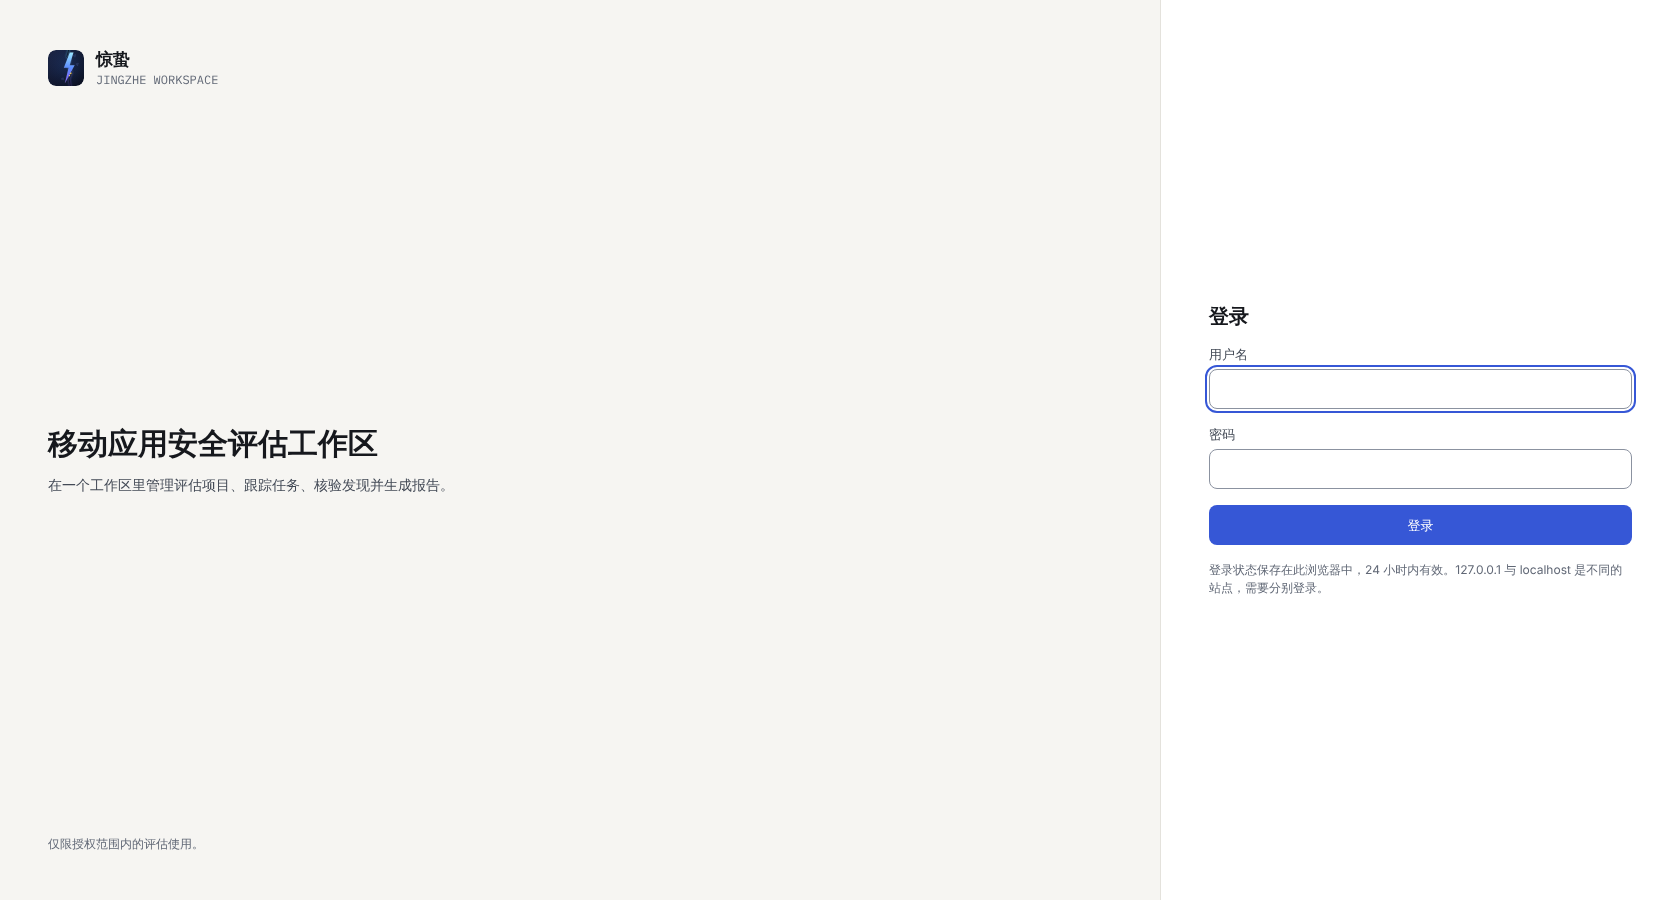 惊蛰
JINGZHE WORKSPACE
移动应用安全评估工作区
在一个工作区里管理评估项目、跟踪任务、核验发现并生成报告。
仅限授权范围内的评估使用。
登录
用户名
密码
登录
登录状态保存在此浏览器中，24 小时内有效。127.0.0.1 与 localhost 是不同的
站点，需要分别登录。